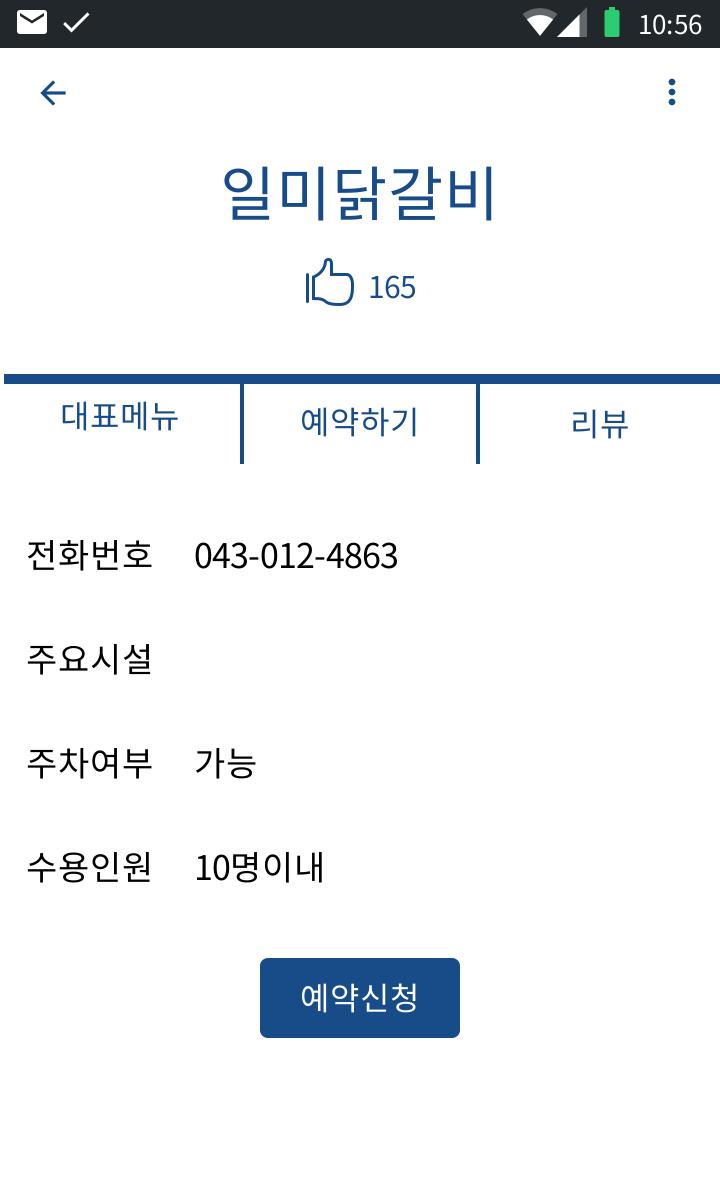 10:56
일미닭갈비
165
대표메뉴 예약하기 리뷰
전화번호 043-012-4863
주요시설
주차여부 가능
수용인원 10명이내
예약신청